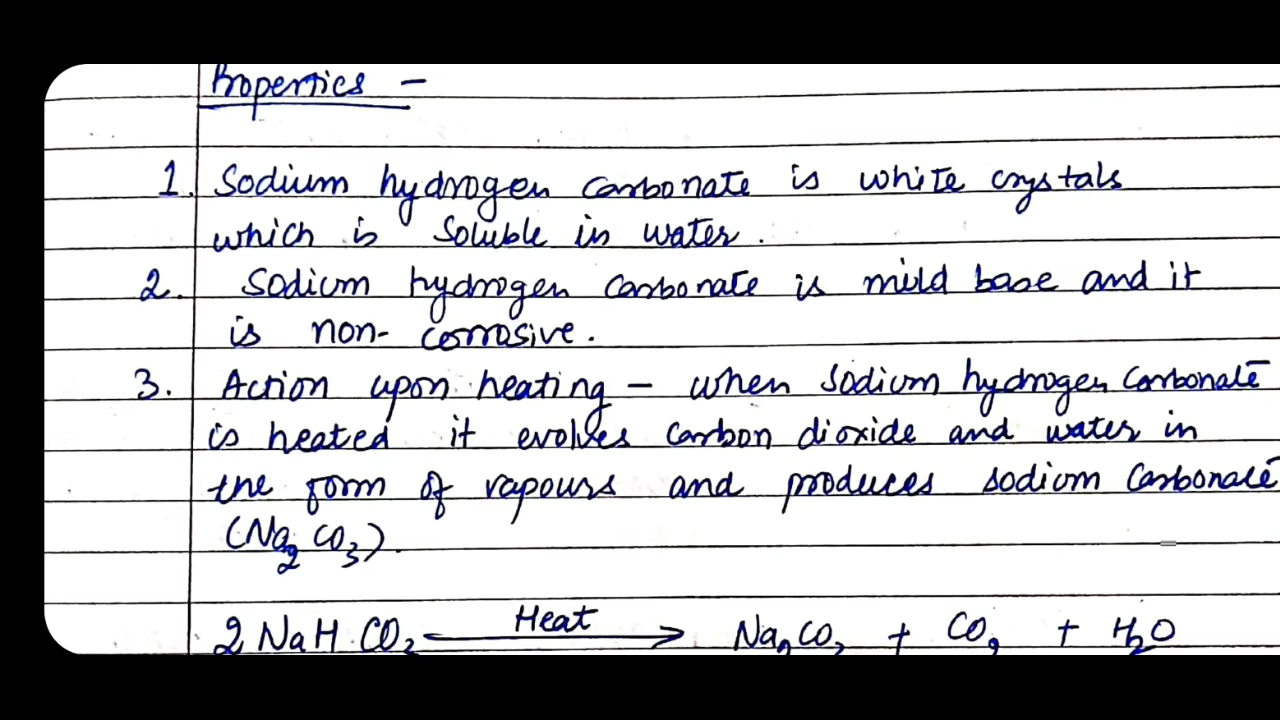 Properties -
1. Sodium hydrogen carbonate is white crystals
which is soluble in water.
2. Sodium hydrogen carbonate is mild base and it
is non-corrosive.
3. Action upon heating - when sodium hydrogen carbonate
is heated it evolves carbon dioxide and water in
the form of vapours and produces sodium carbonate
(Na₂CO₃).
2 NaHCO₃ Heat → Na₂CO₃ + CO₂ + H₂O